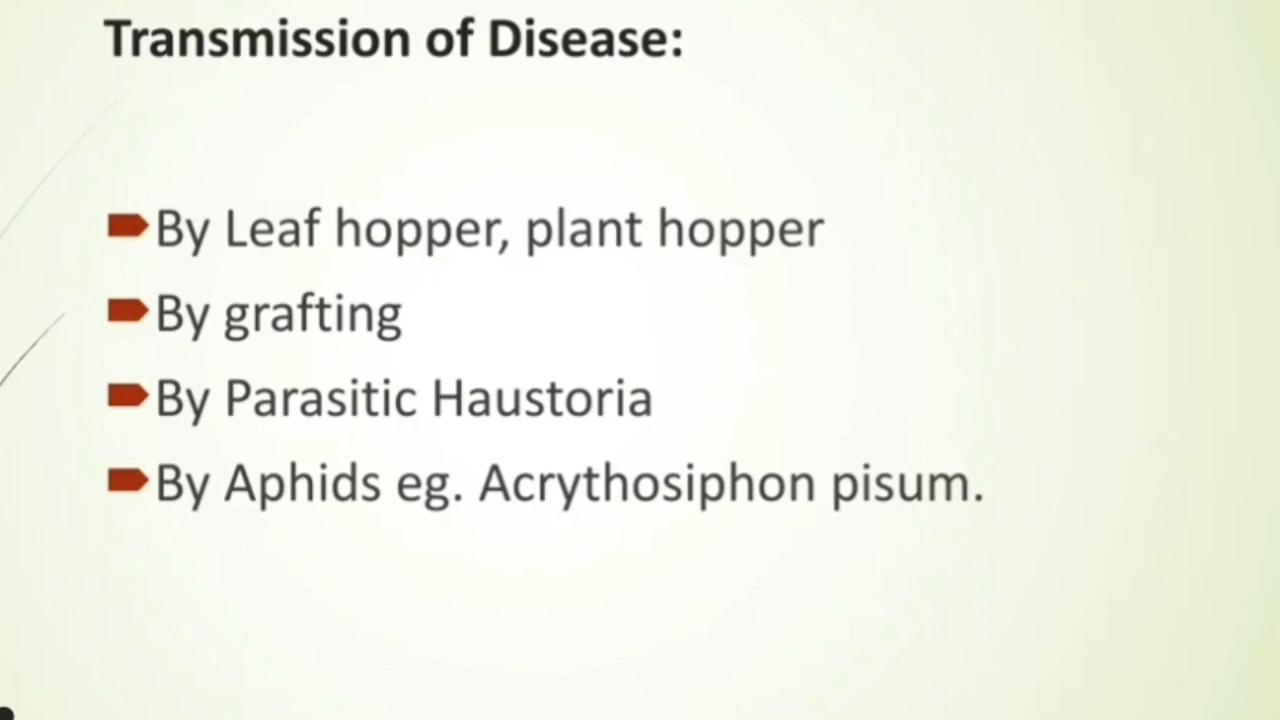 Transmission of Disease:
By Leaf hopper, plant hopper
By grafting
By Parasitic Haustoria
By Aphids eg. Acrythosiphon pisum.